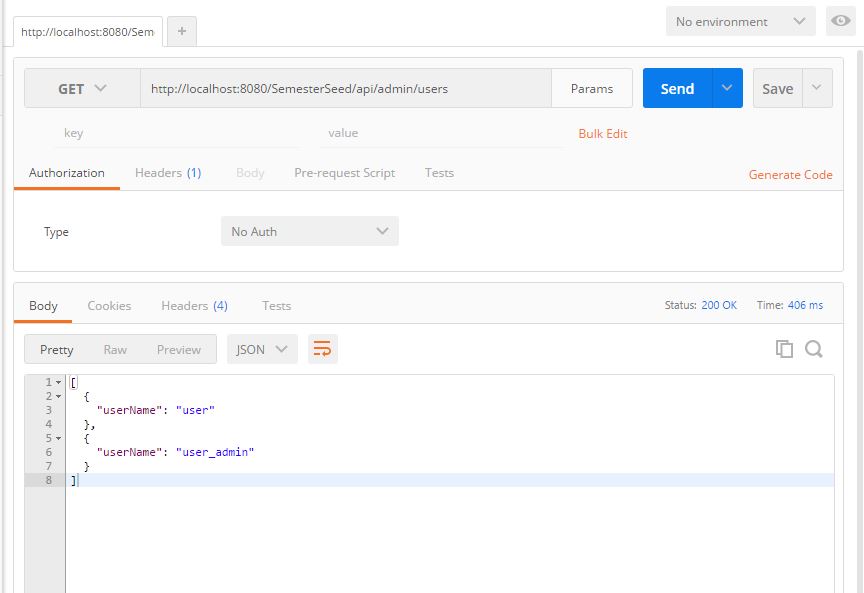 http://localhost:8080/Sem
+
No environment
GET
http://localhost:8080/SemesterSeed/api/admin/users
Params
Send
Save
key
value
Bulk Edit
Authorization
Headers (1)
Body
Pre-request Script
Tests
Generate Code
Type
No Auth
Body
Cookies
Headers (4)
Tests
Status: 200 OK
Time: 406 ms
Pretty
Raw
Preview
JSON
1 [
2 {
3 "userName": "user"
4 },
5 {
6 "userName": "user_admin"
7 }
8 ]